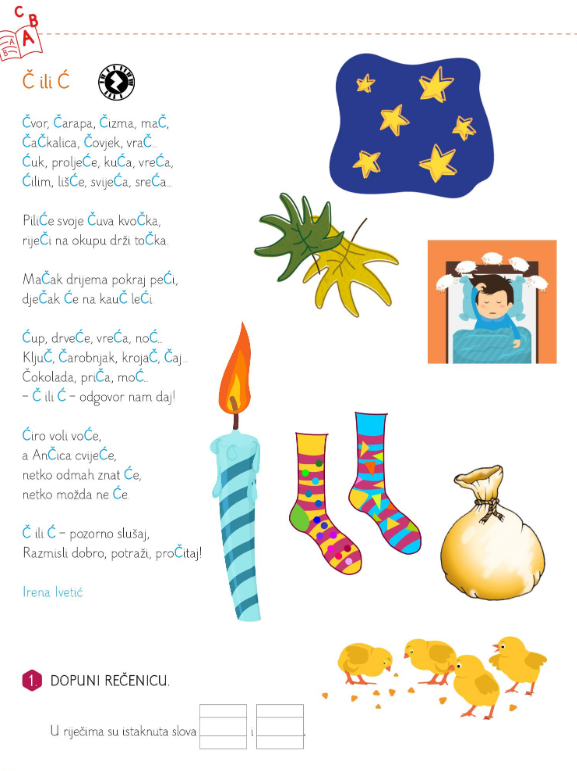 C
B
A
A
B
Č ili Ć
Čvor, Čarapa, Čizma, maČ,
ČaČkalica, Čovjek, vraČ...
Ćuk, proljeĆe, kuĆa, vreĆa,
Ćilim, lišĆe, svijeĆa, sreĆa...
PiliĆe svoje Čuva kvoČka,
rijeČi na okupu drži toČka.
MaČak drijema pokraj peĆi,
djeČak Će na kauČ leĆi.
Ćup, drveĆe, vreĆa, noĆ...
KljuČ, Čarobnjak, krojaČ, Čaj...
Čokolada, priČa, moĆ...
– Č ili Ć – odgovor nam daj!
Ćiro voli voĆe,
a AnČica cvijeĆe,
netko odmah znat Će,
netko možda ne Će.
Č ili Ć – pozorno slušaj,
Razmisli dobro, potraži, proČitaj!
Irena Ivetić
1. DOPUNI REČENICU.
U riječima su istaknuta slova i .